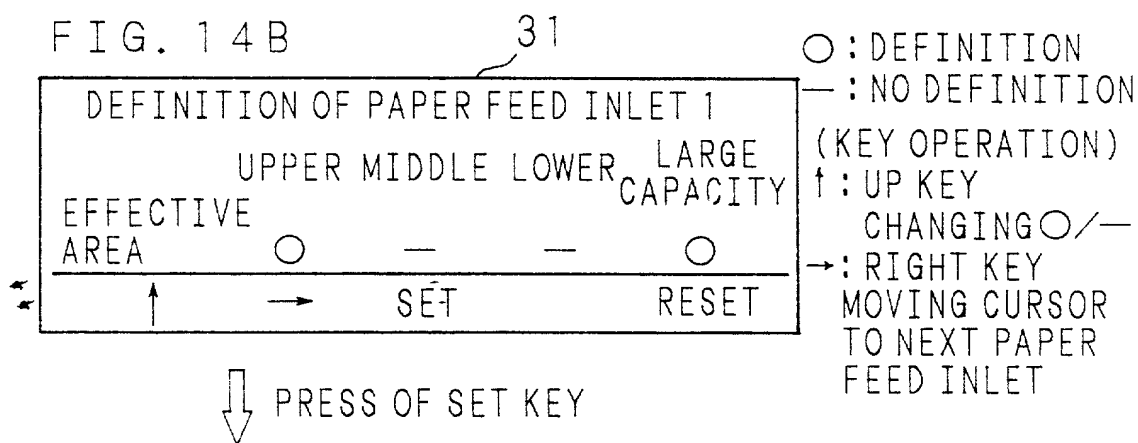 FIG. 14B
31
DEFINITION OF PAPER FEED INLET 1
UPPER MIDDLE LOWER LARGE CAPACITY
EFFECTIVE AREA ○ — — ○
↑ → SET RESET
○ : DEFINITION
— : NO DEFINITION
(KEY OPERATION)
↑ : UP KEY
CHANGING ○/—
→ : RIGHT KEY
MOVING CURSOR
TO NEXT PAPER
FEED INLET
PRESS OF SET KEY